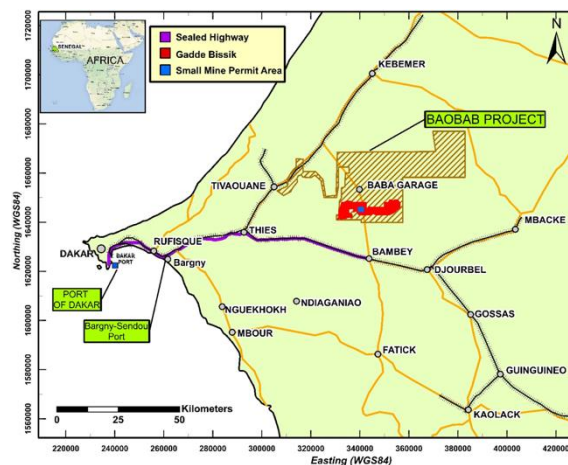 SENEGAL
AFRICA
Sealed Highway
Gadde Bissik
Small Mine Permit Area
N
KEBEMER
BAOBAB PROJECT
TIVAOUANE
BABA GARAGE
THIES
MBACKE
RUFISQUE
DAKAR
DAKAR
PORT
Bargny
BAMBEY
DJOURBEL
PORT
OF DAKAR
Bargny-Sendou
Port
NGUEKHOKH
NDIAGANIAO
GOSSAS
MBOUR
FATICK
GUINGUINEO
KAOLACK
Kilometers
0 12.5 25 50
1720000
1700000
1680000
1660000
1640000
1620000
1600000
1580000
1560000
Northing (WGS84)
220000 240000 260000 280000 300000 320000 340000 360000 380000 400000 420000
Easting (WGS84)